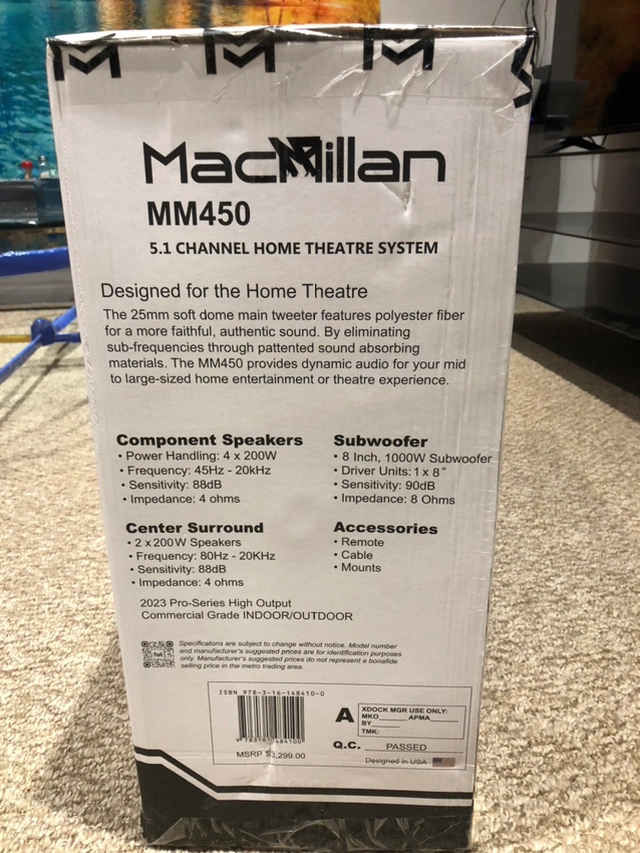 MacMillan
MM450
5.1 CHANNEL HOME THEATRE SYSTEM
Designed for the Home Theatre
The 25mm soft dome main tweeter features polyester fiber
for a more faithful, authentic sound. By eliminating
sub-frequencies through pattented sound absorbing
materials. The MM450 provides dynamic audio for your mid
to large-sized home entertainment or theatre experience.
Component Speakers
• Power Handling: 4 x 200W
• Frequency: 45Hz - 20kHz
• Sensitivity: 88dB
• Impedance: 4 ohms
Subwoofer
• 8 Inch, 1000W Subwoofer
• Driver Units: 1 x 8"
• Sensitivity: 90dB
• Impedance: 8 Ohms
Center Surround
• 2 x 200W Speakers
• Frequency: 80Hz - 20KHz
• Sensitivity: 88dB
• Impedance: 4 ohms
Accessories
• Remote
• Cable
• Mounts
2023 Pro-Series High Output
Commercial Grade INDOOR/OUTDOOR
Specificatons are subject to change without notice. Model number
and manufacturer's suggested prices are for identification purposes
only. Manufacturer's suggested prices do not represent a bonafide
selling price in the metro trading area.
ISBN 978-3-16-148410-0
MSRP $3,299.00
A
XDOCK MGR USE ONLY:
MKO APMA
BY
TMK:
Q.C. PASSED
Designed in USA